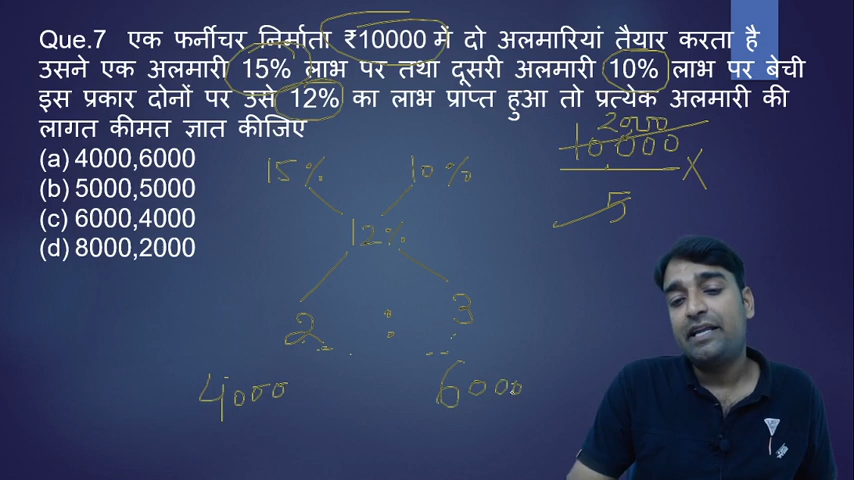 Que.7 एक फर्नीचर निर्माता ₹10000 में दो अलमारियां तैयार करता है
उसने एक अलमारी 15% लाभ पर तथा दूसरी अलमारी 10% लाभ पर बेची
इस प्रकार दोनों पर उसे 12% का लाभ प्राप्त हुआ तो प्रत्येक अलमारी की
लागत कीमत ज्ञात कीजिए
(a) 4000,6000
(b) 5000,5000
(c) 6000,4000
(d) 8000,2000
2000
10,000
X
5
15% 10%
12%
2 : 3
4000 6000